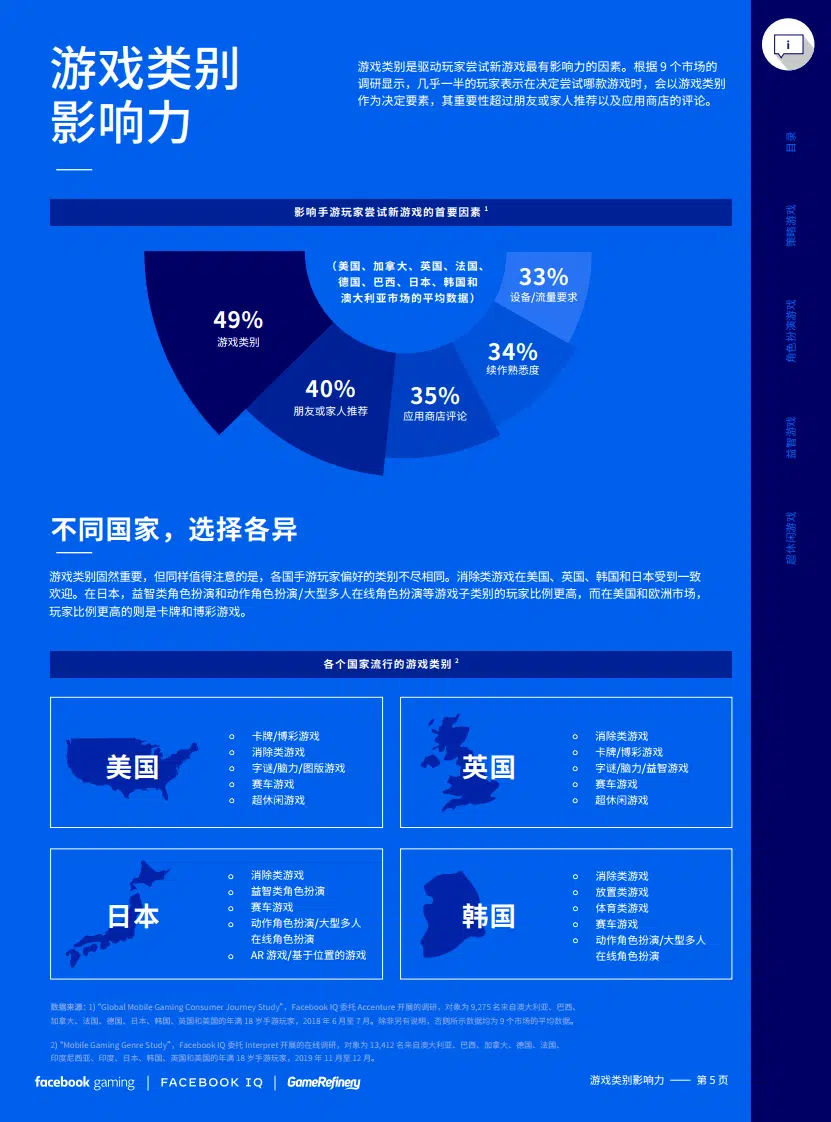 游戏类别
影响力
游戏类别是驱动玩家尝试新游戏最有影响力的因素。根据 9 个市场的
调研显示，几乎一半的玩家表示在决定尝试哪款游戏时，会以游戏类别
作为决定要素，其重要性超过朋友或家人推荐以及应用商店的评论。
目录
策略游戏
角色扮演游戏
益智游戏
超休闲游戏
影响手游玩家尝试新游戏的首要因素 1
（美国、加拿大、英国、法国、
德国、巴西、日本、韩国和
澳大利亚市场的平均数据）
49%
游戏类别
40%
朋友或家人推荐
35%
应用商店评论
34%
续作熟悉度
33%
设备/流量要求
不同国家，选择各异
游戏类别固然重要，但同样值得注意的是，各国手游玩家偏好的类别不尽相同。消除类游戏在美国、英国、韩国和日本受到一致
欢迎。在日本，益智类角色扮演和动作角色扮演/大型多人在线角色扮演等游戏子类别的玩家比例更高，而在美国和欧洲市场，
玩家比例更高的则是卡牌和博彩游戏。
各个国家流行的游戏类别 2
美国
卡牌/博彩游戏
消除类游戏
字谜/脑力/图版游戏
赛车游戏
超休闲游戏
英国
消除类游戏
卡牌/博彩游戏
字谜/脑力/益智游戏
赛车游戏
超休闲游戏
日本
消除类游戏
益智类角色扮演
赛车游戏
动作角色扮演/大型多人
在线角色扮演
AR 游戏/基于位置的游戏
韩国
消除类游戏
放置类游戏
体育类游戏
赛车游戏
动作角色扮演/大型多人
在线角色扮演
数据来源：1) “Global Mobile Gaming Consumer Journey Study”，Facebook IQ 委托 Accenture 开展的调研，对象为 9,275 名来自澳大利亚、巴西、
加拿大、法国、德国、日本、韩国、英国和美国的年满 18 岁手游玩家，2018 年 6 月至 7 月。除非另有说明，否则所示数据均为 9 个市场的平均数据。
2) “Mobile Gaming Genre Study”，Facebook IQ 委托 Interpret 开展的在线调研，对象为 13,412 名来自澳大利亚、巴西、加拿大、德国、法国、
印度尼西亚、印度、日本、韩国、英国和美国的年满 18 岁手游玩家，2019 年 11 月至 12 月。
facebook gaming | FACEBOOK IQ | GameRefinery
游戏类别影响力 —— 第 5 页